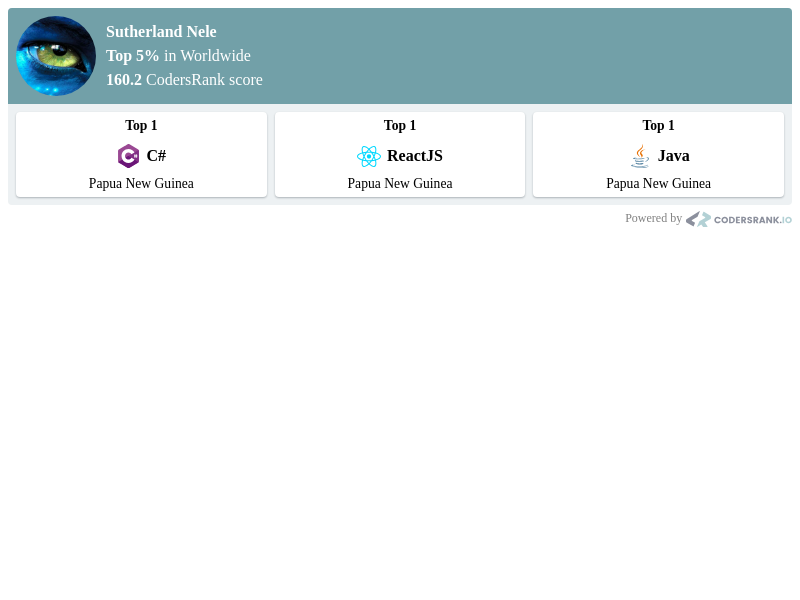 Sutherland Nele
Top 5% in Worldwide
160.2 CodersRank score
Top 1
C#
Papua New Guinea
Top 1
ReactJS
Papua New Guinea
Top 1
Java
Papua New Guinea
Powered by CODERSRANK.IO